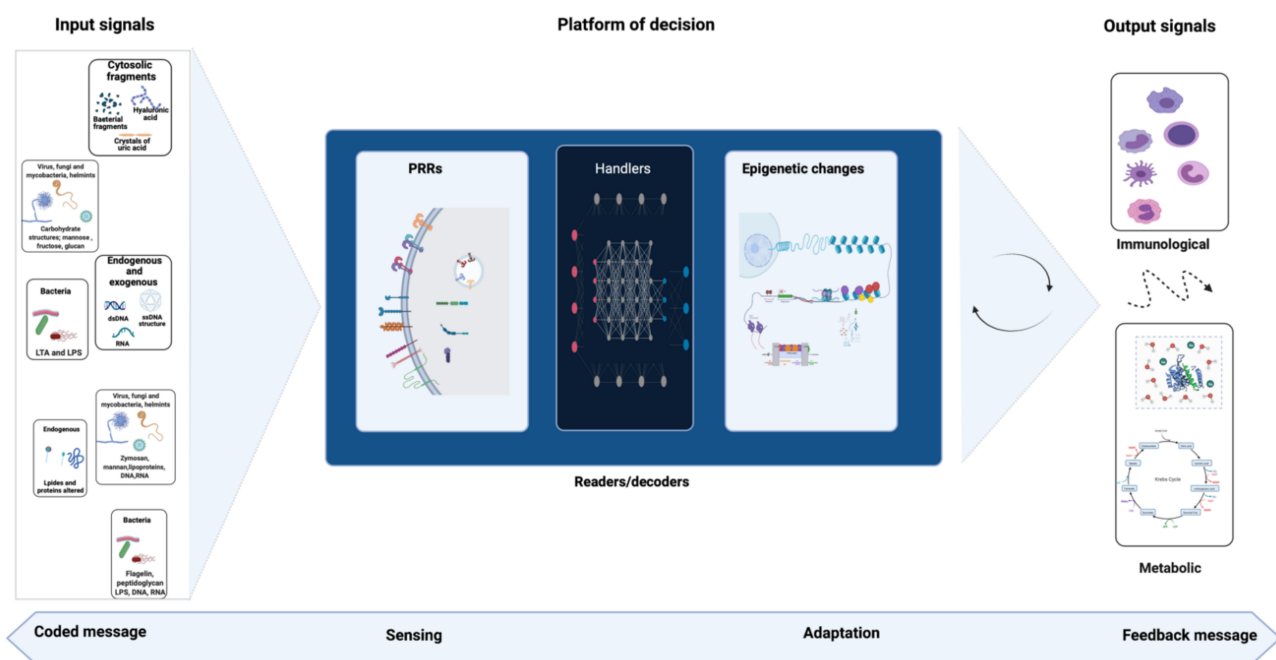 Input signals
Platform of decision
Output signals
Cytosolic
fragments
Hyaluronic
acid
Bacterial
fragments
Crystals of
uric acid
Virus, fungi and
mycobacteria, helmints
Carbohydrate
structures; mannose ,
fructose, glucan
Endogenous
and
exogenous
dsDNA
ssDNA
structure
RNA
Bacteria
LTA and LPS
Virus, fungi and
mycobacteria, helmints
Zymosan,
mannan,lipoproteins,
DNA,RNA
Endogenous
Lpides and
proteins altered
Bacteria
Flagelin,
peptidoglycan
LPS, DNA, RNA
PRRs
Handlers
Epigenetic changes
Readers/decoders
Immunological
Krebs Cycle
Metabolic
Coded message
Sensing
Adaptation
Feedback message